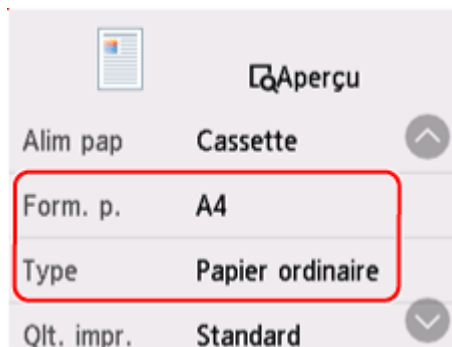 Aperçu
Alim pap Cassette
Form. p. A4
Type Papier ordinaire
Qlt. impr. Standard